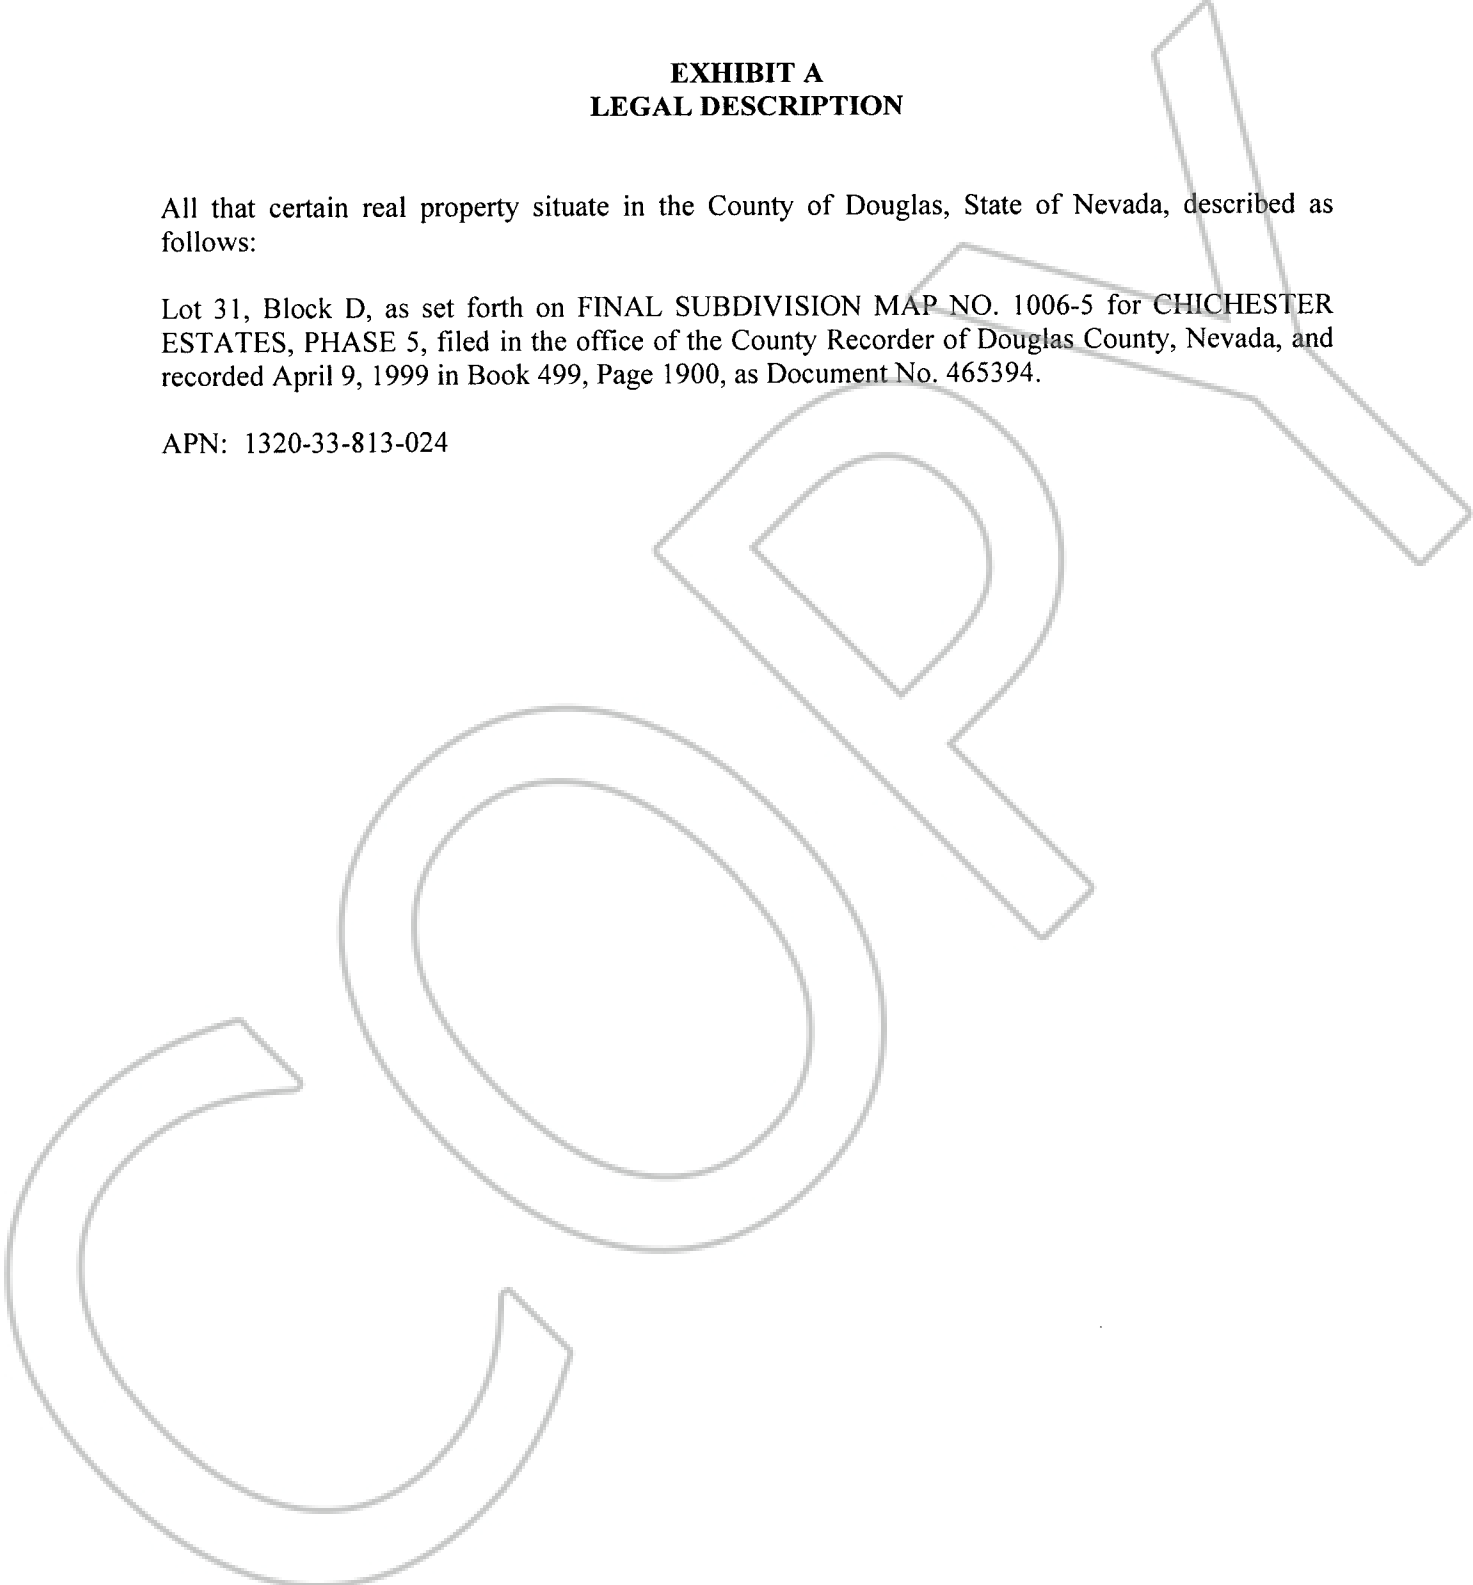 EXHIBIT A
LEGAL DESCRIPTION
All that certain real property situate in the County of Douglas, State of Nevada, described as
follows:
Lot 31, Block D, as set forth on FINAL SUBDIVISION MAP NO. 1006-5 for CHICHESTER
ESTATES, PHASE 5, filed in the office of the County Recorder of Douglas County, Nevada, and
recorded April 9, 1999 in Book 499, Page 1900, as Document No. 465394.
APN: 1320-33-813-024
COPY